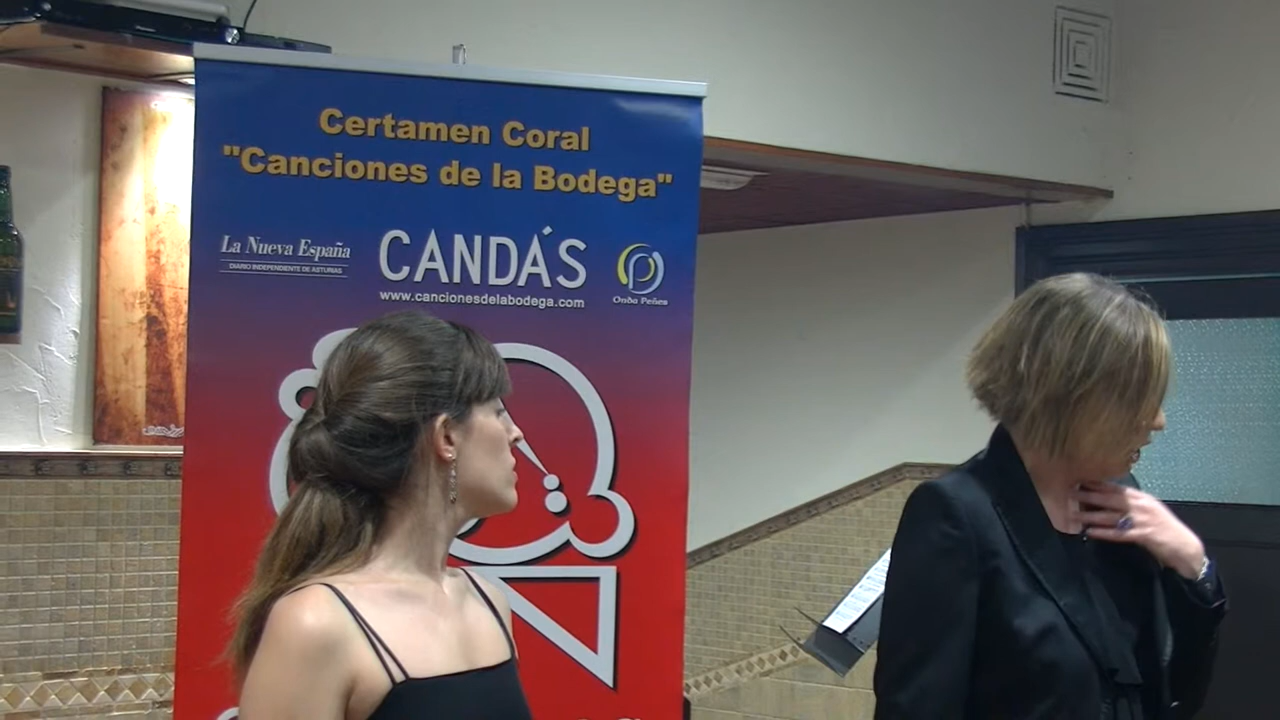 Certamen Coral
"Canciones de la Bodega"
La Nueva España
DIARIO INDEPENDIENTE DE ASTURIAS
CANDÁS
www.cancionesdelabodega.com
Onda Peñes